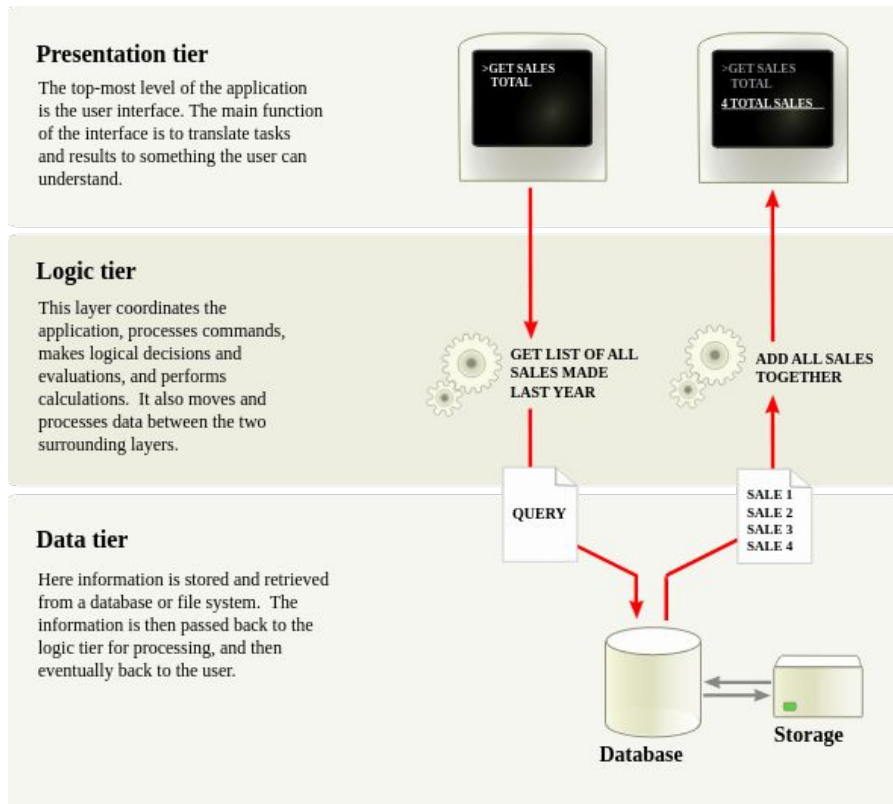 Presentation tier
The top-most level of the application
is the user interface. The main function
of the interface is to translate tasks
and results to something the user can
understand.
>GET SALES
TOTAL
>GET SALES
TOTAL
4 TOTAL SALES
Logic tier
This layer coordinates the
application, processes commands,
makes logical decisions and
evaluations, and performs
calculations. It also moves and
processes data between the two
surrounding layers.
GET LIST OF ALL
SALES MADE
LAST YEAR
ADD ALL SALES
TOGETHER
QUERY
SALE 1
SALE 2
SALE 3
SALE 4
Data tier
Here information is stored and retrieved
from a database or file system. The
information is then passed back to the
logic tier for processing, and then
eventually back to the user.
Database
Storage